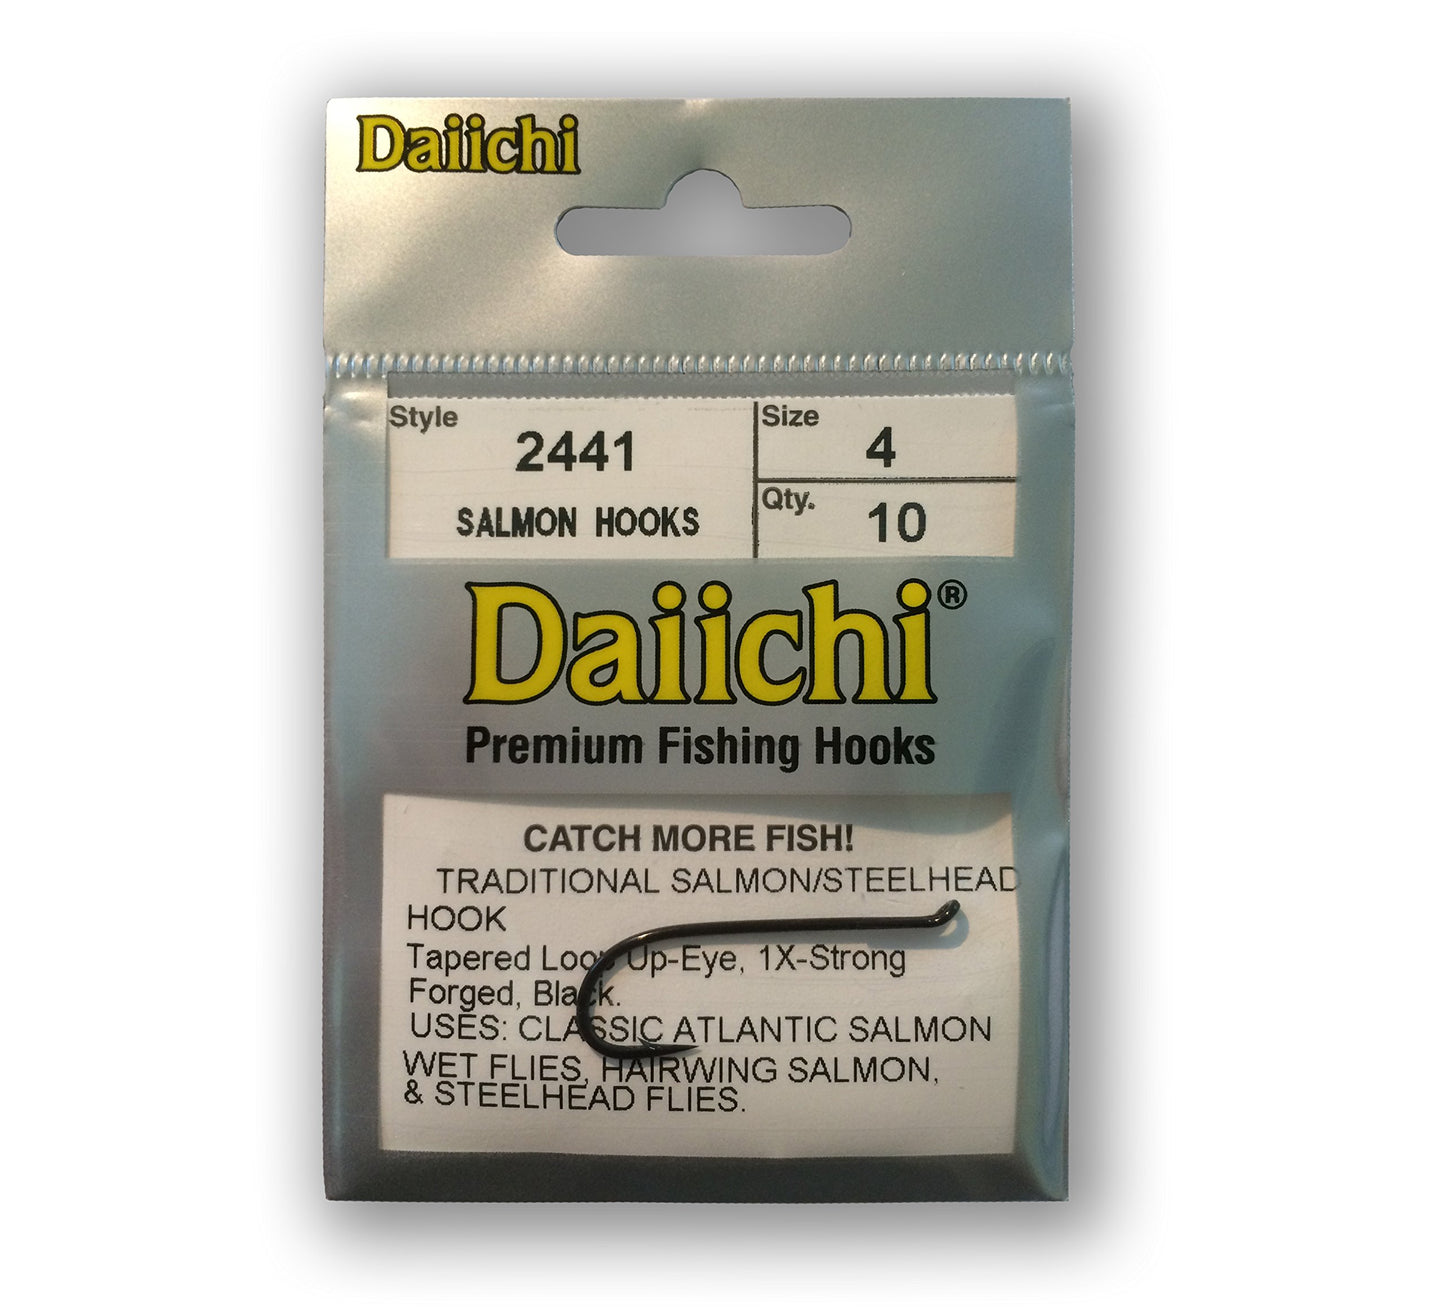 Daiichi
Style
2441
SALMON HOOKS
Size
4
Qty.
10
Daiichi®
Premium Fishing Hooks
CATCH MORE FISH!
TRADITIONAL SALMON/STEELHEAD
HOOK
Tapered Loop Up-Eye, 1X-Strong
Forged, Black.
USES: CLASSIC ATLANTIC SALMON
WET FLIES, HAIRWING SALMON,
& STEELHEAD FLIES.